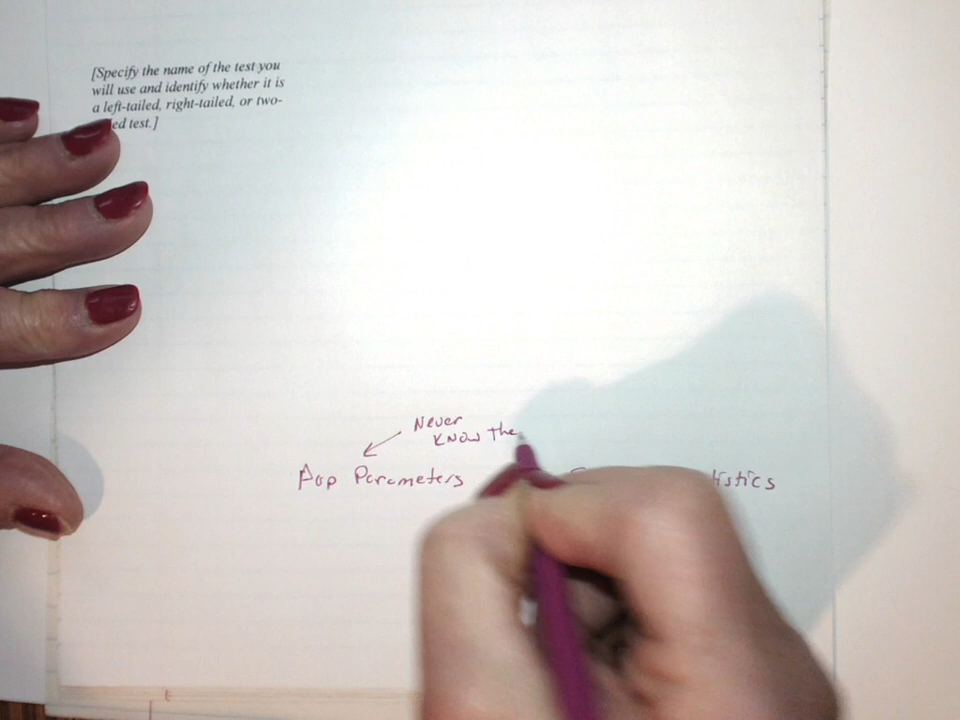 [Specify the name of the test you
will use and identify whether it is
a left-tailed, right-tailed, or two-
ed test.]
Never
Know the
Pop Parameters tistics